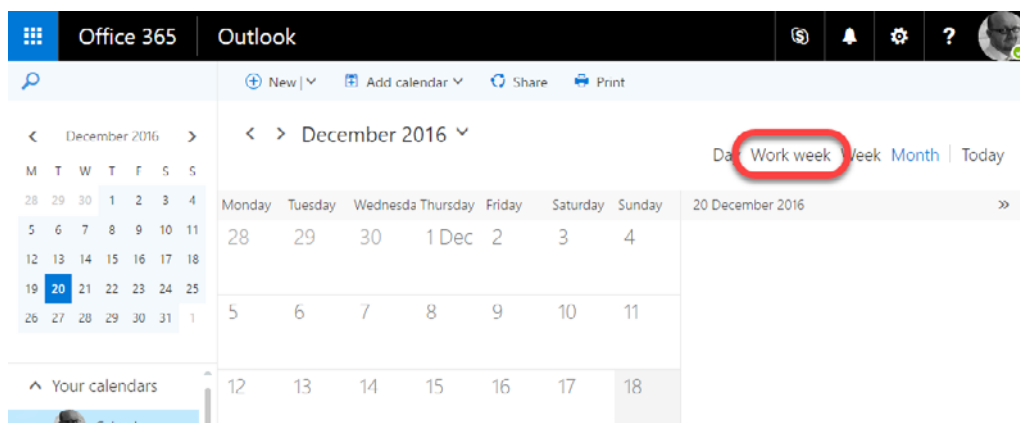 Office 365 Outlook ?
New | Add calendar Share Print
December 2016
M T W T F S S
28 29 30 1 2 3 4
5 6 7 8 9 10 11
12 13 14 15 16 17 18
19 20 21 22 23 24 25
26 27 28 29 30 31 1
Your calendars
December 2016
Day Work week Week Month Today
Monday Tuesday Wednesda Thursday Friday Saturday Sunday
28 29 30 1 Dec 2 3 4
5 6 7 8 9 10 11
12 13 14 15 16 17 18
20 December 2016